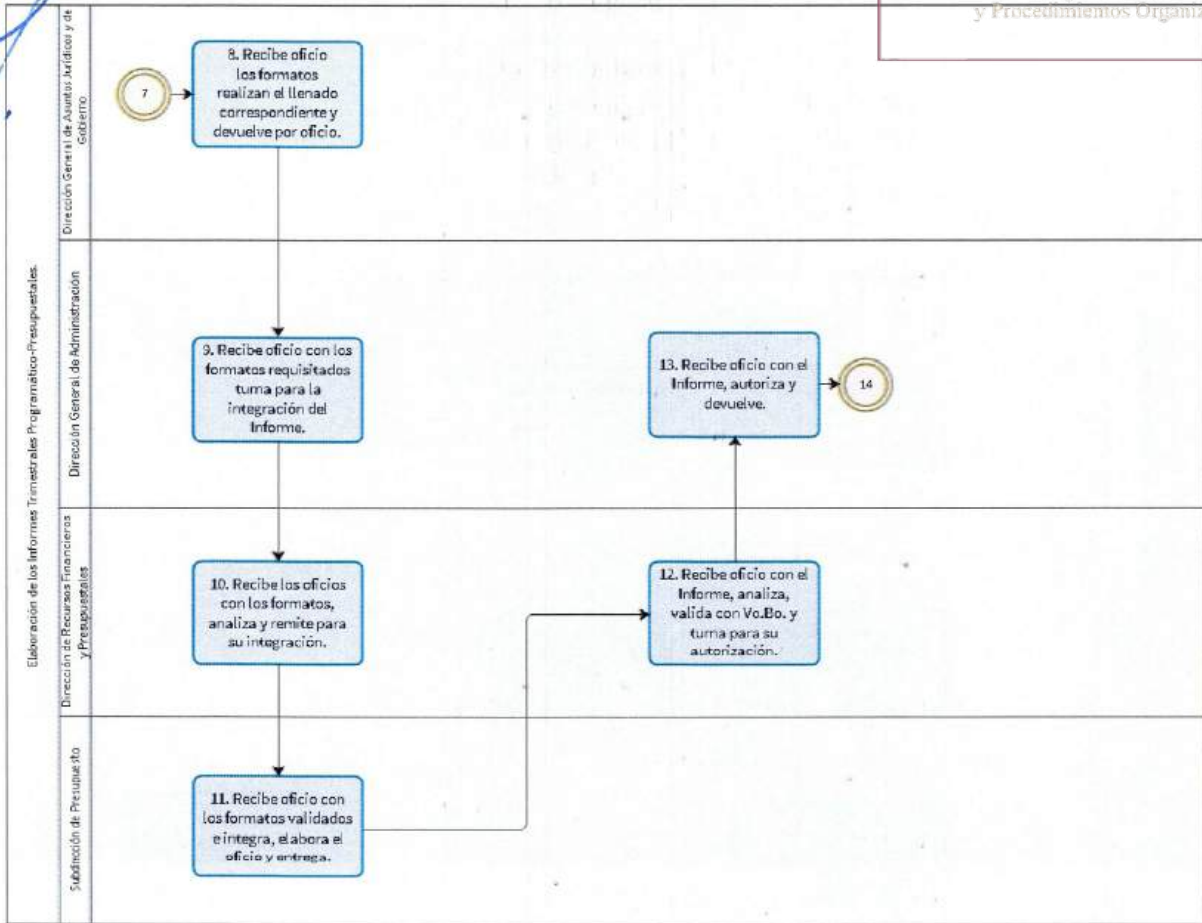 y Procedimientos Organiz
Elaboración de los Informes Trimestrales Programático-Presupuestales.
Dirección General de Asuntos Jurídicos y de
Gobierno
7
8. Recibe oficio
los formatos
realizan el llenado
correspondiente y
devuelve por oficio.
Dirección General de Administración
9. Recibe oficio con los
formatos requisitados
turna para la
integración del
Informe.
13. Recibe oficio con el
Informe, autoriza y
devuelve.
14
Dirección de Recursos Financieros
y Presupuestales
10. Recibe los oficios
con los formatos,
analiza y remite para
su integración.
12. Recibe oficio con el
Informe, analiza,
valida con Vo.Bo. y
turna para su
autorización.
Subdirección de Presupuesto
11. Recibe oficio con
los formatos validados
e integra, elabora el
oficio y entrega.